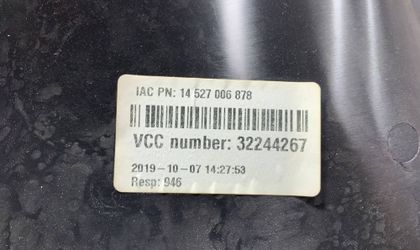 IAC PN: 14 527 006 878
VCC number: 32244267
2019-10-07 14:27:53
Resp: 946